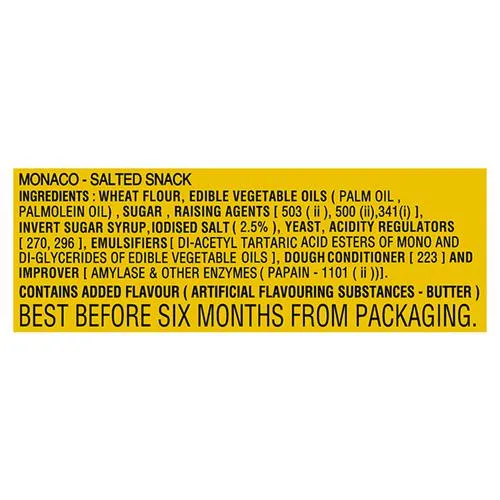 MONACO - SALTED SNACK
INGREDIENTS : WHEAT FLOUR, EDIBLE VEGETABLE OILS ( PALM OIL ,
PALMOLEIN OIL) , SUGAR , RAISING AGENTS [ 503 ( ii ), 500 (ii),341(i) ],
INVERT SUGAR SYRUP,IODISED SALT ( 2.5% ), YEAST, ACIDITY REGULATORS
[ 270, 296 ], EMULSIFIERS [ DI-ACETYL TARTARIC ACID ESTERS OF MONO AND
DI-GLYCERIDES OF EDIBLE VEGETABLE OILS ], DOUGH CONDITIONER [ 223 ] AND
IMPROVER [ AMYLASE & OTHER ENZYMES ( PAPAIN - 1101 ( ii ))].
CONTAINS ADDED FLAVOUR ( ARTIFICIAL FLAVOURING SUBSTANCES - BUTTER )
BEST BEFORE SIX MONTHS FROM PACKAGING.